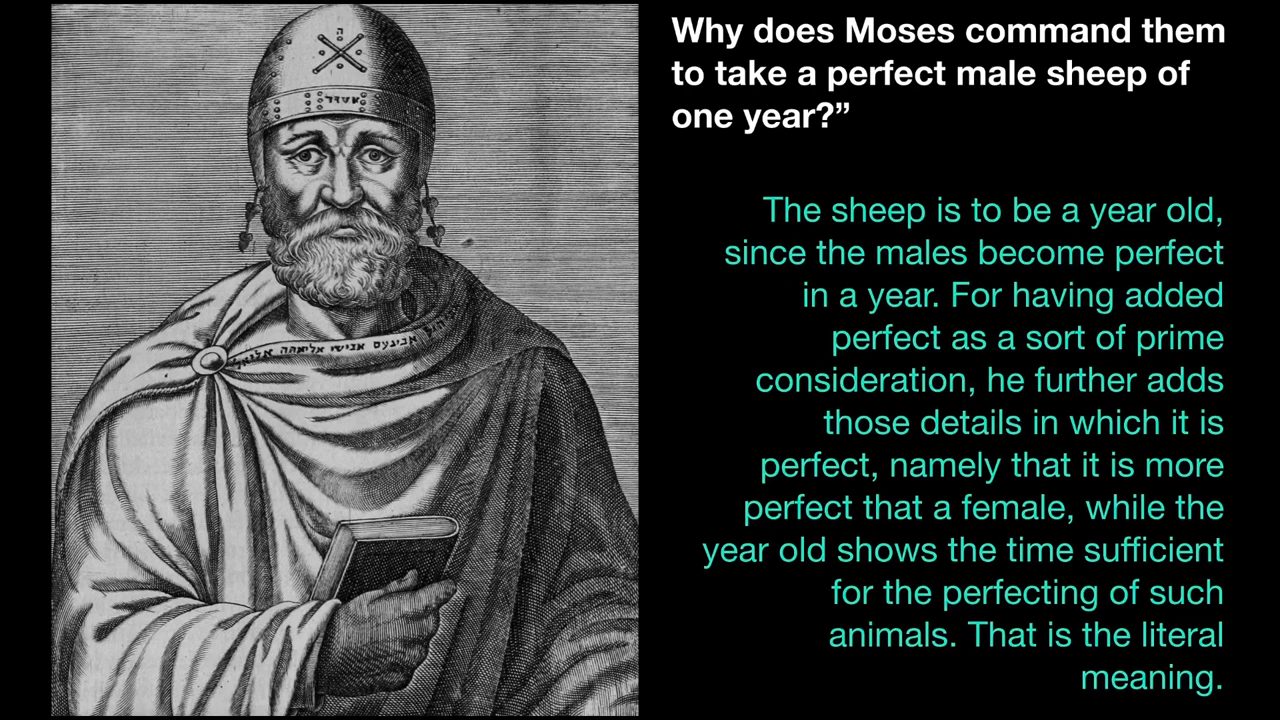 Why does Moses command them
to take a perfect male sheep of
one year?”
The sheep is to be a year old,
since the males become perfect
in a year. For having added
perfect as a sort of prime
consideration, he further adds
those details in which it is
perfect, namely that it is more
perfect that a female, while the
year old shows the time sufficient
for the perfecting of such
animals. That is the literal
meaning.